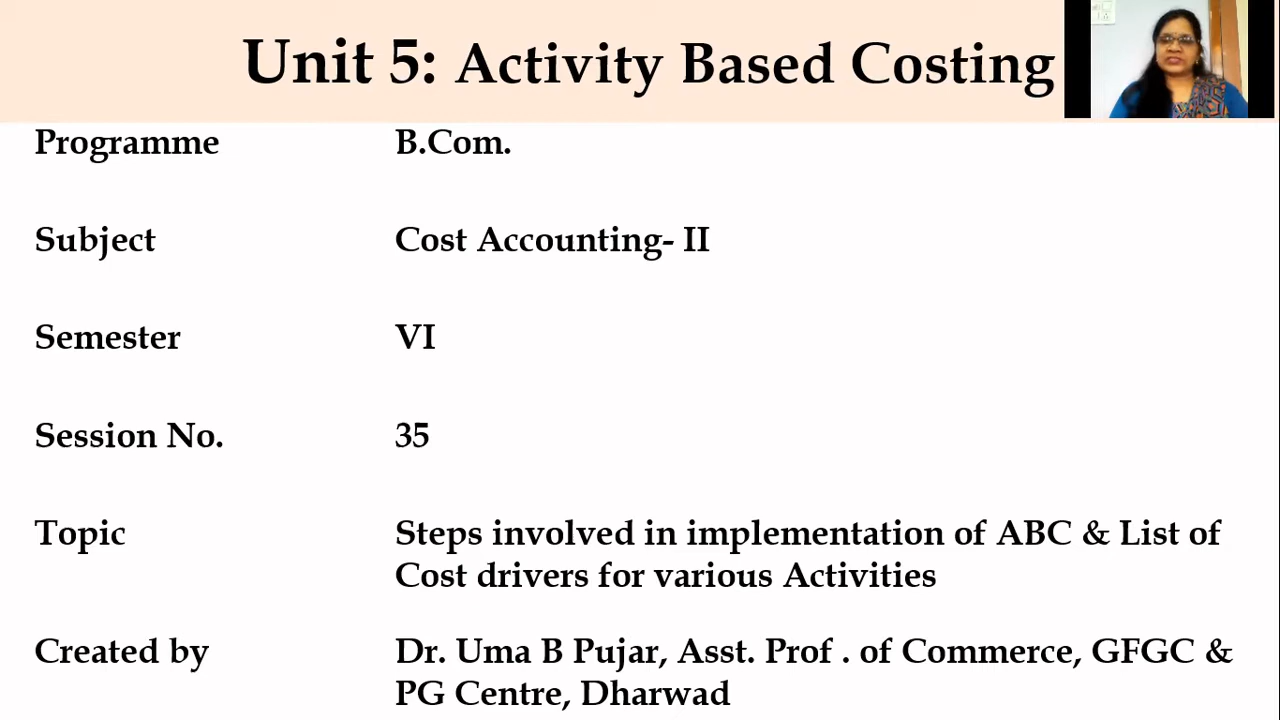 Unit 5: Activity Based Costing
Programme B.Com.
Subject Cost Accounting- II
Semester VI
Session No. 35
Topic Steps involved in implementation of ABC & List of
Cost drivers for various Activities
Created by Dr. Uma B Pujar, Asst. Prof . of Commerce, GFGC &
PG Centre, Dharwad